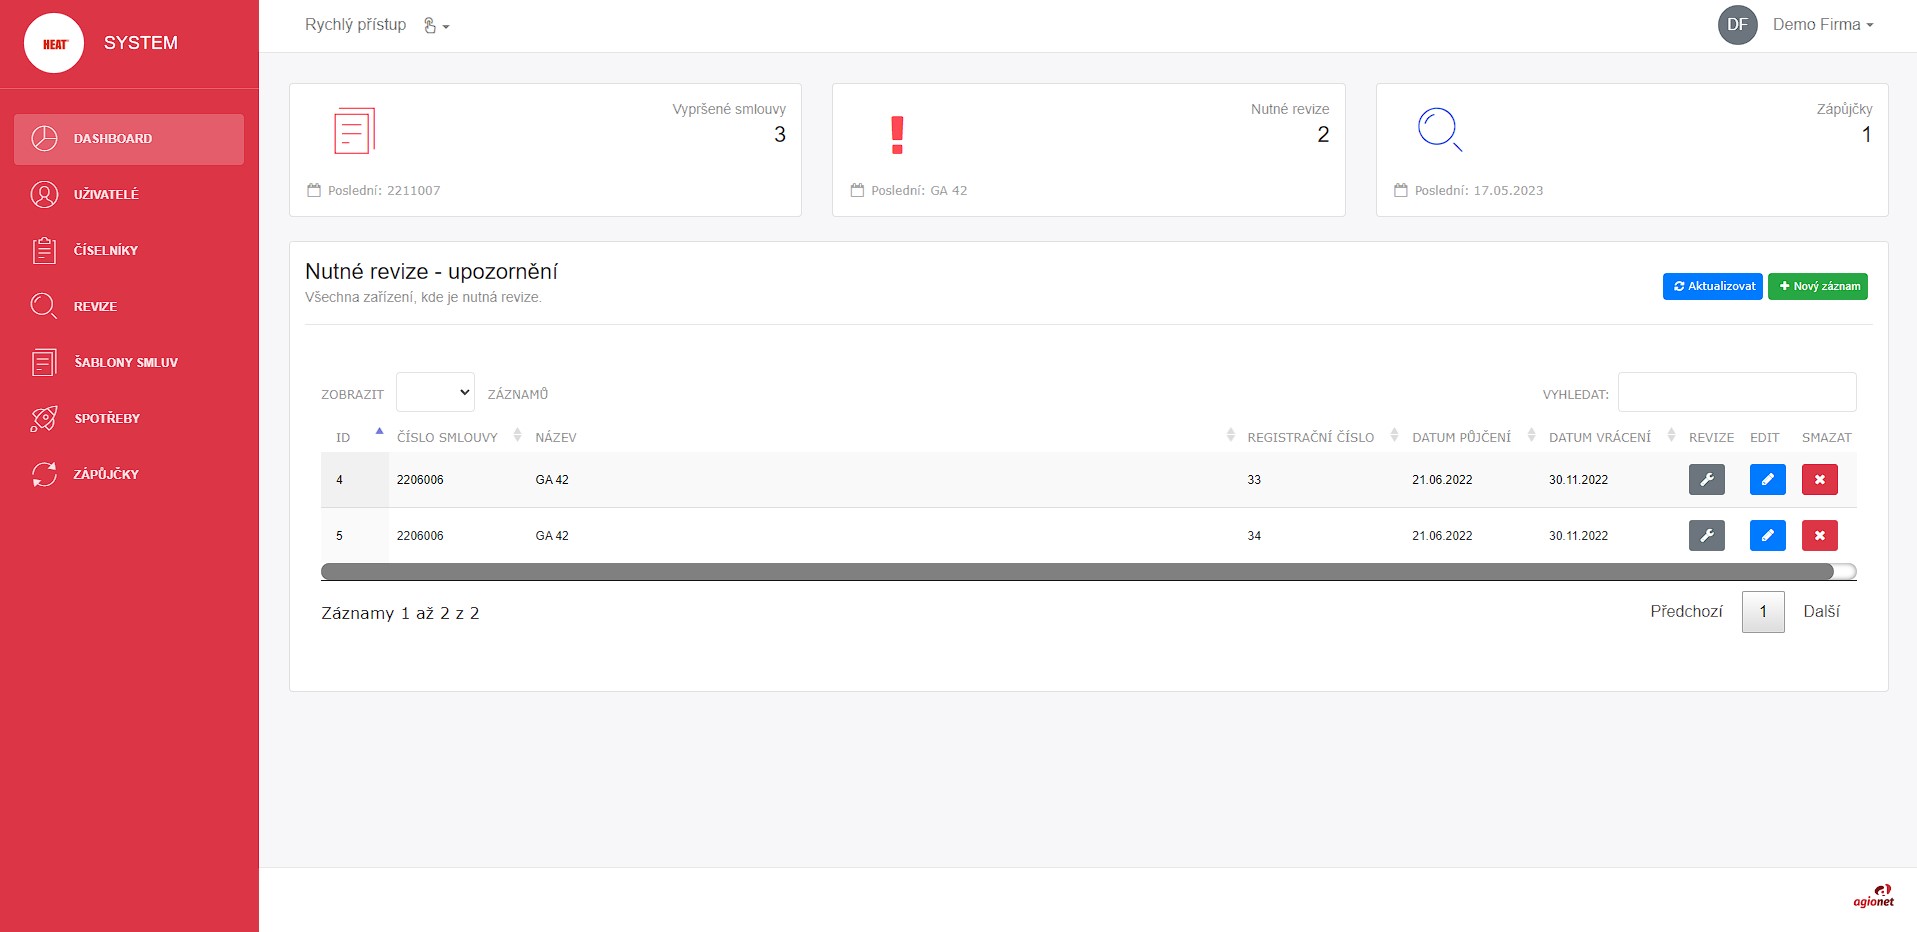 HEAT
SYSTEM
DASHBOARD
UŽIVATELÉ
ČÍSELNÍKY
REVIZE
ŠABLONY SMLUV
SPOTŘEBY
ZÁPŮJČKY
Rychlý přístup
DF Demo Firma
Vypršené smlouvy
3
Poslední: 2211007
Nutné revize
2
Poslední: GA 42
Zápůjčky
1
Poslední: 17.05.2023
Nutné revize - upozornění
Všechna zařízení, kde je nutná revize.
Aktualizovat Nový záznam
ZOBRAZIT ZÁZNAMŮ VYHLEDAT:
ID ČÍSLO SMLOUVY NÁZEV REGISTRAČNÍ ČÍSLO DATUM PŮJČENÍ DATUM VRÁCENÍ REVIZE EDIT SMAZAT
4 2206006 GA 42 33 21.06.2022 30.11.2022
5 2206006 GA 42 34 21.06.2022 30.11.2022
Záznamy 1 až 2 z 2
Předchozí 1 Další
agionet